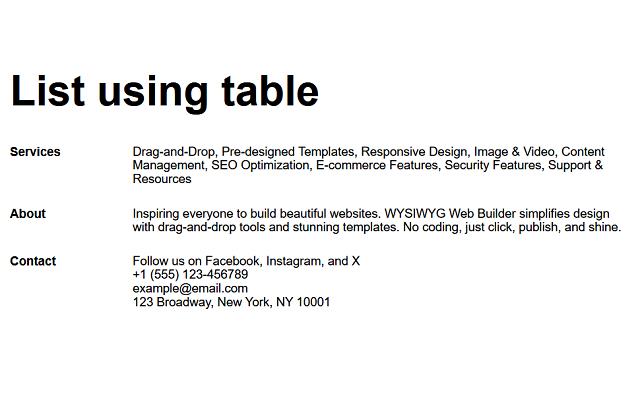 List using table
Services
Drag-and-Drop, Pre-designed Templates, Responsive Design, Image & Video, Content
Management, SEO Optimization, E-commerce Features, Security Features, Support &
Resources
About
Inspiring everyone to build beautiful websites. WYSIWYG Web Builder simplifies design
with drag-and-drop tools and stunning templates. No coding, just click, publish, and shine.
Contact
Follow us on Facebook, Instagram, and X
+1 (555) 123-456789
example@email.com
123 Broadway, New York, NY 10001